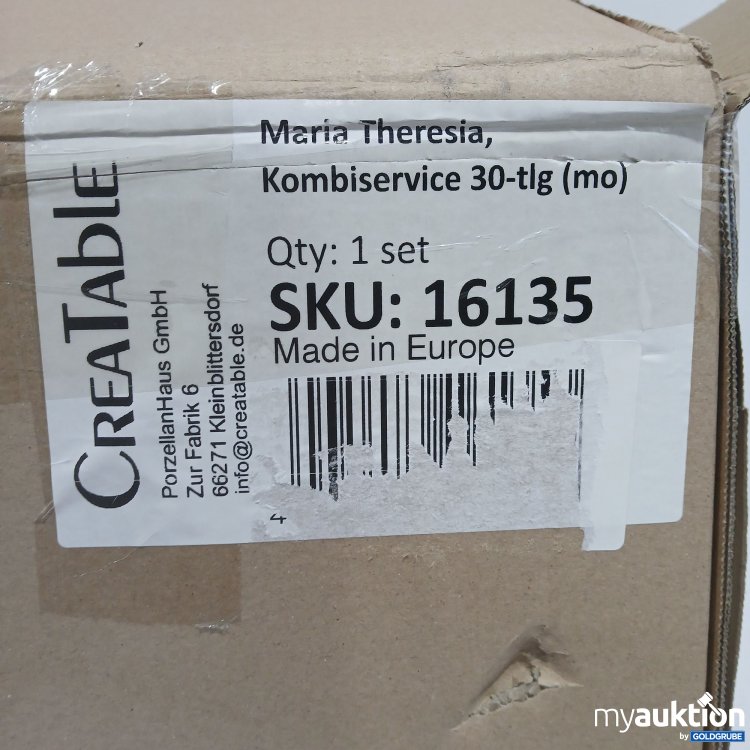 Maria Theresia,
Kombiservice 30-tlg (mo)
Qty: 1 set
SKU: 16135
Made in Europe
4
CREATABLE
PorzellanHaus GmbH
Zur Fabrik 6
66271 Kleinblittersdorf
info@creatable.de
myauktion
by GOLDGRUBE